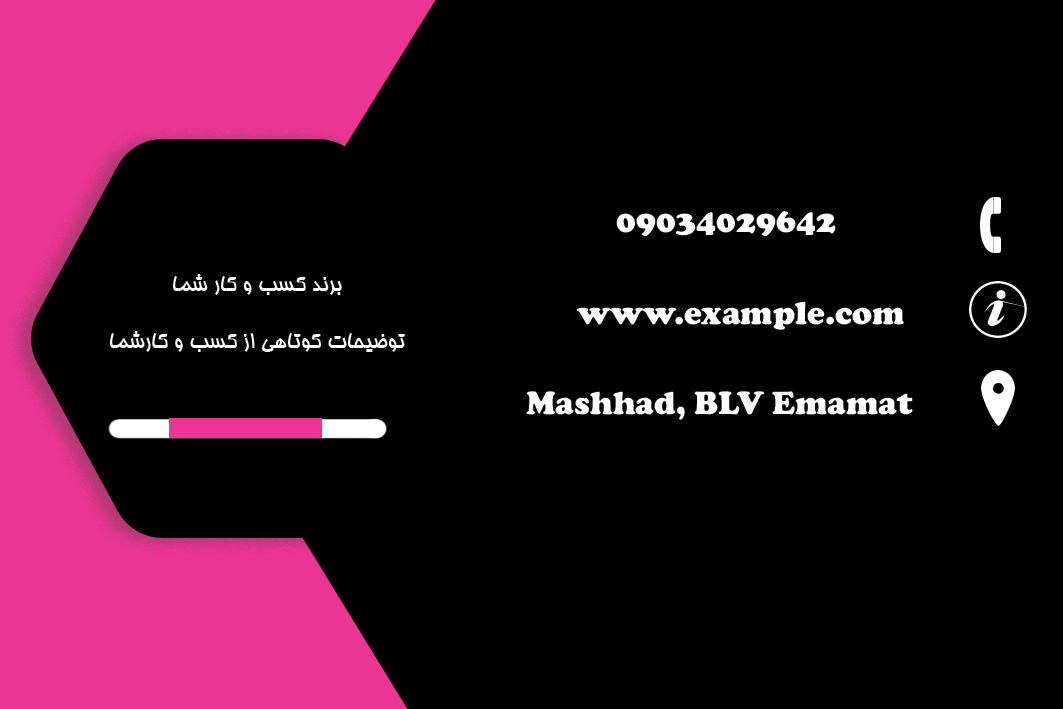 برند کسب و کار شما
توضیحات کوتاهی از کسب و کارشما
09034029642
www.example.com
Mashhad, BLV Emamat